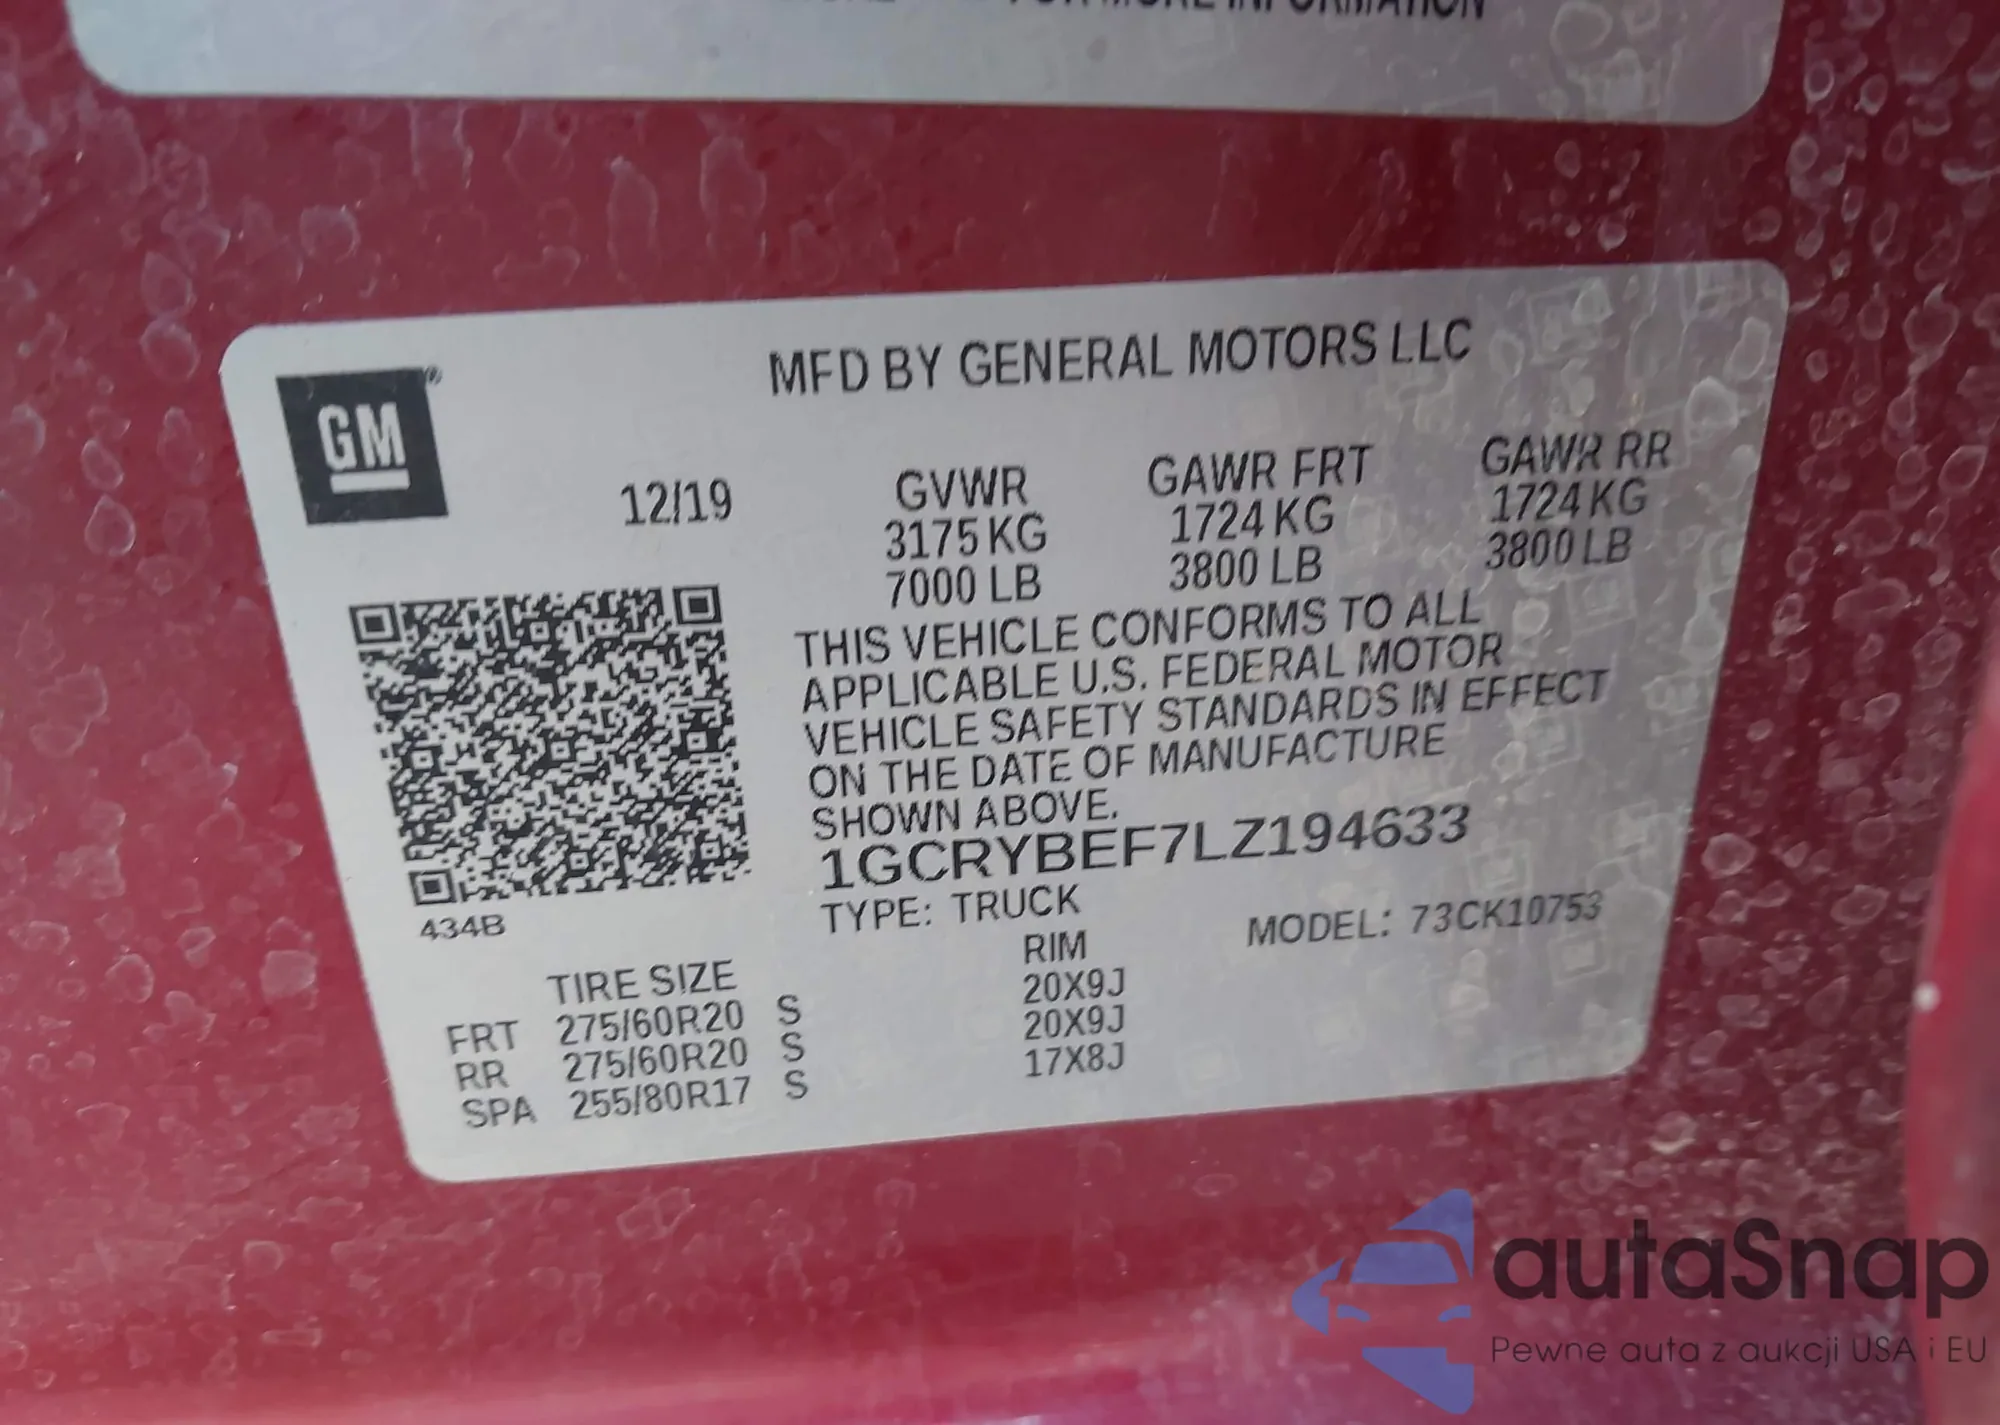 FOR MORE INFORMATION
MFD BY GENERAL MOTORS LLC
GM®
12/19 GVWR GAWR FRT GAWR RR
3175 KG 1724 KG 1724 KG
7000 LB 3800 LB 3800 LB
THIS VEHICLE CONFORMS TO ALL
APPLICABLE U.S. FEDERAL MOTOR
VEHICLE SAFETY STANDARDS IN EFFECT
ON THE DATE OF MANUFACTURE
SHOWN ABOVE.
1GCRYBEF7LZ194633
TYPE: TRUCK MODEL: 73CK10753
434B
TIRE SIZE RIM
FRT 275/60R20 S 20X9J
RR 275/60R20 S 20X9J
SPA 255/80R17 S 17X8J
autaSnap
Pewne auta z aukcji USA i EU